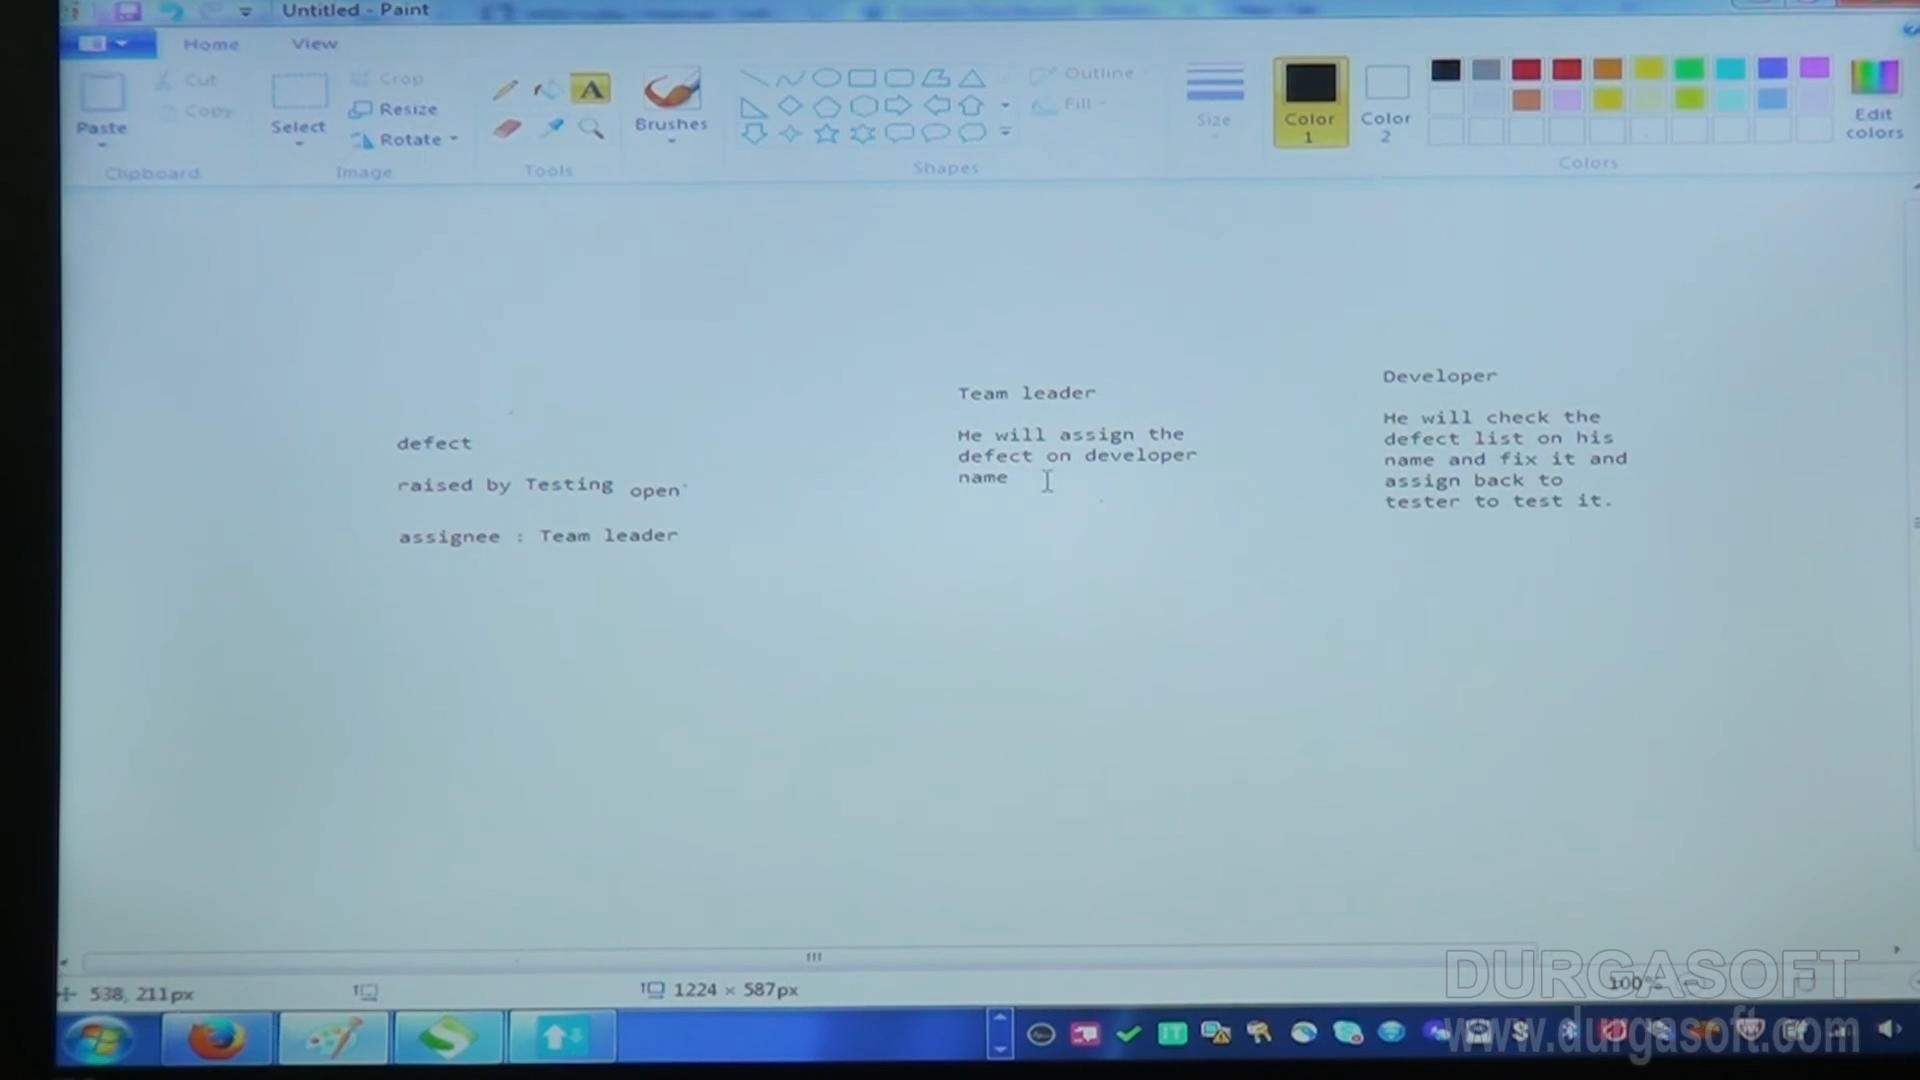 Untitled - Paint
Home View
Paste
Cut
Copy
Clipboard
Select
Crop
Resize
Rotate
Image
Tools
Brushes
Shapes
Outline
Fill
Size
Color 1
Color 2
Colors
Edit colors
defect
raised by Testing open
assignee : Team leader
Team leader
He will assign the
defect on developer
name
Developer
He will check the
defect list on his
name and fix it and
assign back to
tester to test it.
538, 211px
1224 × 587px
100%
DURGASOFT
www.durgasoft.com